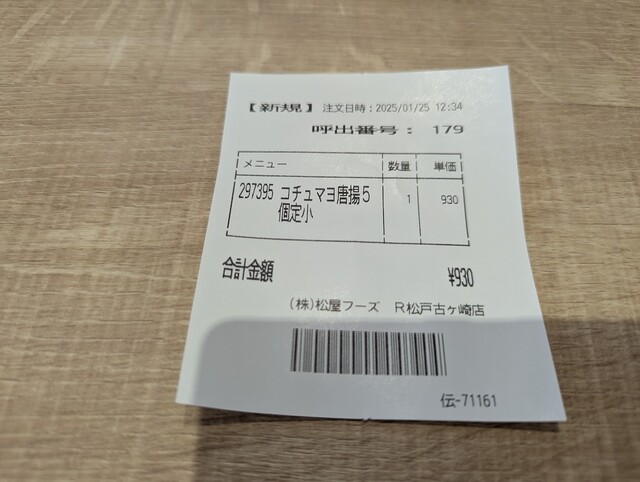 【新規】 注文日時：2025/01/25 12:34
呼出番号： 179
メニュー 数量 単価
297395 コチュマヨ唐揚５ 1 930
個定小
合計金額 ¥930
(株)松屋フーズ　Ｒ松戸古ヶ崎店
伝-71161